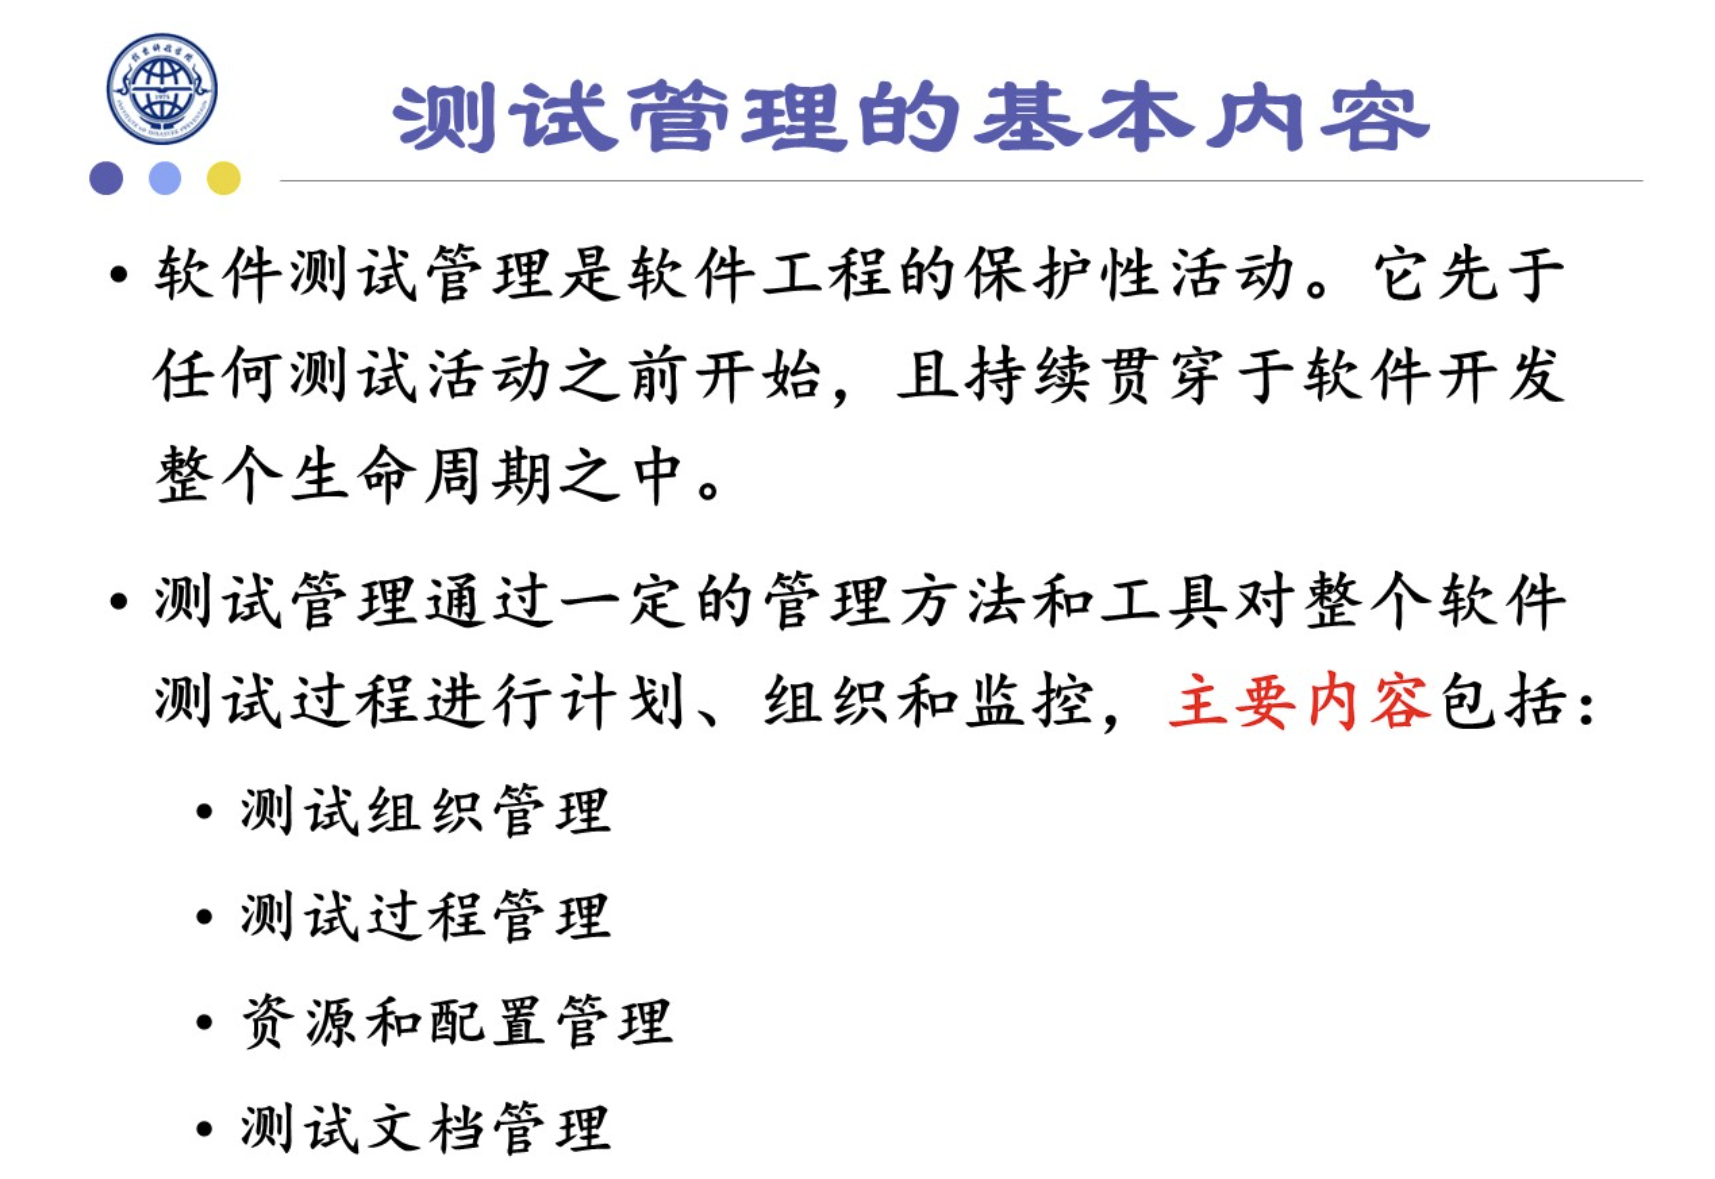 测试管理的基本内容
• 软件测试管理是软件工程的保护性活动。它先于
任何测试活动之前开始，且持续贯穿于软件开发
整个生命周期之中。
• 测试管理通过一定的管理方法和工具对整个软件
测试过程进行计划、组织和监控，主要内容包括：
• 测试组织管理
• 测试过程管理
• 资源和配置管理
• 测试文档管理